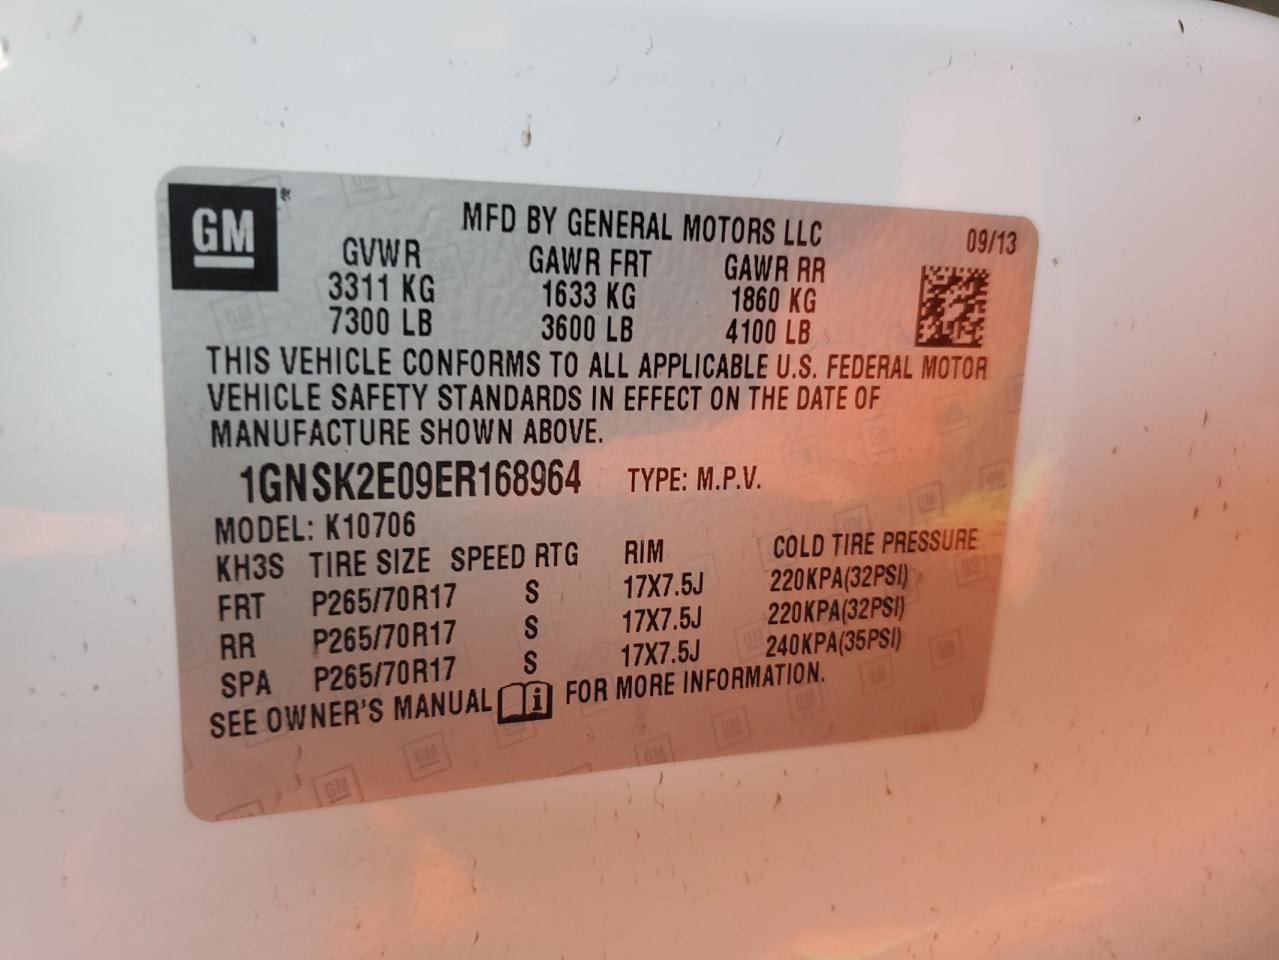 GM
MFD BY GENERAL MOTORS LLC 09/13
GVWR GAWR FRT GAWR RR
3311 KG 1633 KG 1860 KG
7300 LB 3600 LB 4100 LB
THIS VEHICLE CONFORMS TO ALL APPLICABLE U.S. FEDERAL MOTOR
VEHICLE SAFETY STANDARDS IN EFFECT ON THE DATE OF
MANUFACTURE SHOWN ABOVE.
1GNSK2E09ER168964 TYPE: M.P.V.
MODEL: K10706
KH3S TIRE SIZE SPEED RTG RIM COLD TIRE PRESSURE
FRT P265/70R17 S 17X7.5J 220KPA(32PSI)
RR P265/70R17 S 17X7.5J 220KPA(32PSI)
SPA P265/70R17 S 17X7.5J 240KPA(35PSI)
SEE OWNER'S MANUAL i FOR MORE INFORMATION.